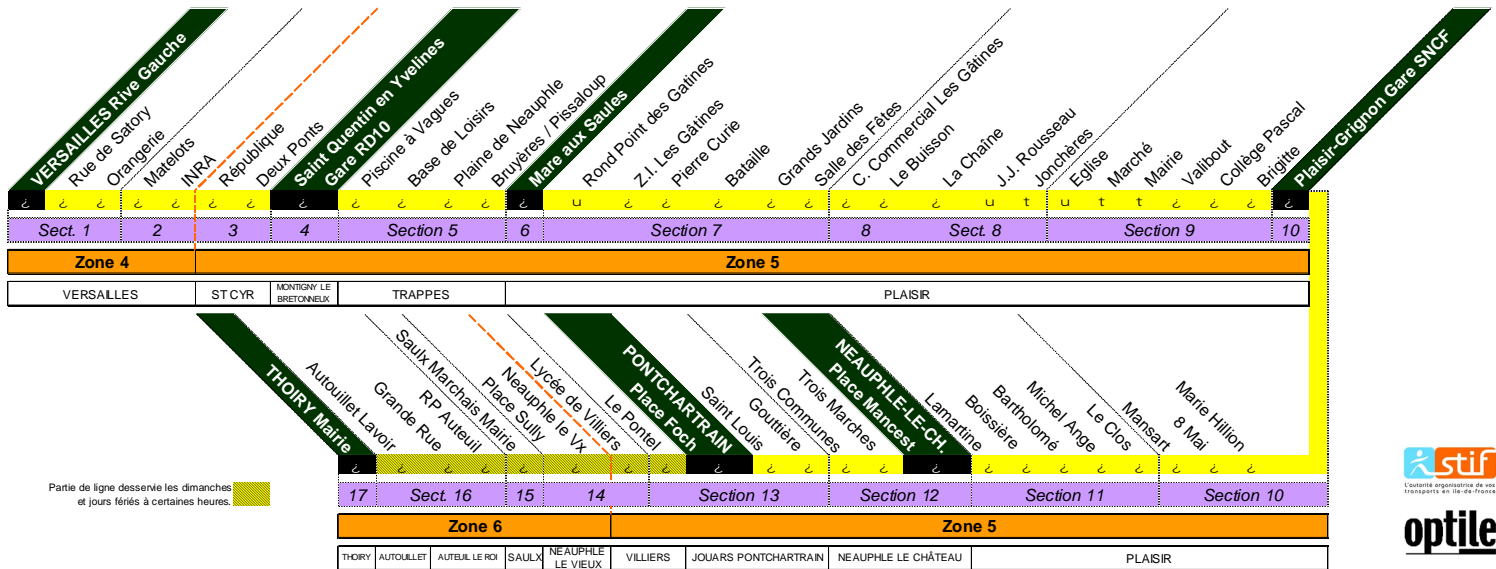 VERSAILLES Rive Gauche
Rue de Satory
Orangerie
Matelots
INRA
République
Deux Ponts
Saint Quentin en Yvelines
Gare RD10
Piscine à Vagues
Base de Loisirs
Plaine de Neauphle
Bruyères / Pissaloup
Mare aux Saules
Rond Point des Gatines
Z.I. Les Gâtines
Pierre Curie
Bataille
Grands Jardins
Salle des Fêtes
C. Commercial Les Gâtines
Le Buisson
La Chaîne
J.J. Rousseau
Jonchères
Eglise
Marché
Mairie
Valibout
Collège Pascal
Brigitte
Plaisir-Grignon Gare SNCF
¿ ¿ ¿ ¿ ¿ ¿ ¿ ¿ ¿ ¿ ¿ ¿ ¿ u ¿ ¿ ¿ ¿ ¿ ¿ ¿ ¿ u t u t t ¿ ¿ ¿ ¿
Sect. 1 2 3 4 Section 5 6 Section 7 8 Sect. 8 Section 9 10
Zone 4 Zone 5
VERSAILLES ST CYR MONTIGNY LE BRETONNEUX TRAPPES PLAISIR
THOIRY Mairie
Autouillet Lavoir
Grande Rue
RP Auteuil
Saulx Marchais Mairie
Place Sully
Neauphle le Vx
Lycée de Villiers
Le Pontel
PONTCHARTRAIN
Place Foch
Saint Louis
Gouttière
Trois Communes
Trois Marches
NEAUPHLE-LE-CH.
Place Mancest
Lamartine
Boissière
Bartholomé
Michel Ange
Le Clos
Mansart
8 Mai
Marie Hillion
¿ ¿ ¿ ¿ ¿ ¿ ¿ ¿ ¿ ¿ ¿ ¿ ¿ ¿ ¿ ¿ ¿ ¿ ¿ ¿ ¿
Partie de ligne desservie les dimanches
et jours fériés à certaines heures.
17 Sect. 16 15 14 Section 13 Section 12 Section 11 Section 10
Zone 6 Zone 5
THOIRY AUTOUILLET AUTEUIL LE ROI SAULX NEAUPHLE LE VIEUX VILLIERS JOUARS PONTCHARTRAIN NEAUPHLE LE CHÂTEAU PLAISIR
stif
L'autorité organisatrice de vos
transports en Ile-de-France
optile